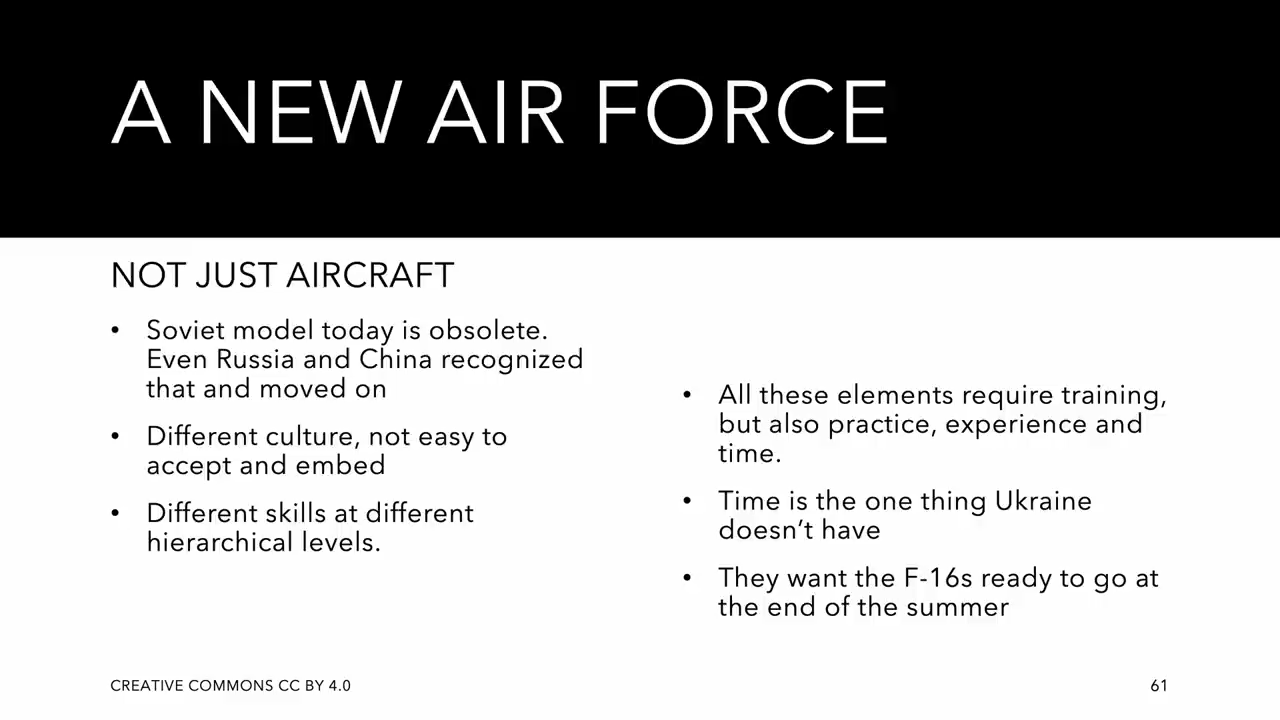 A NEW AIR FORCE
NOT JUST AIRCRAFT
• Soviet model today is obsolete.
Even Russia and China recognized
that and moved on
• Different culture, not easy to
accept and embed
• Different skills at different
hierarchical levels.
• All these elements require training,
but also practice, experience and
time.
• Time is the one thing Ukraine
doesn’t have
• They want the F-16s ready to go at
the end of the summer
CREATIVE COMMONS CC BY 4.0
61